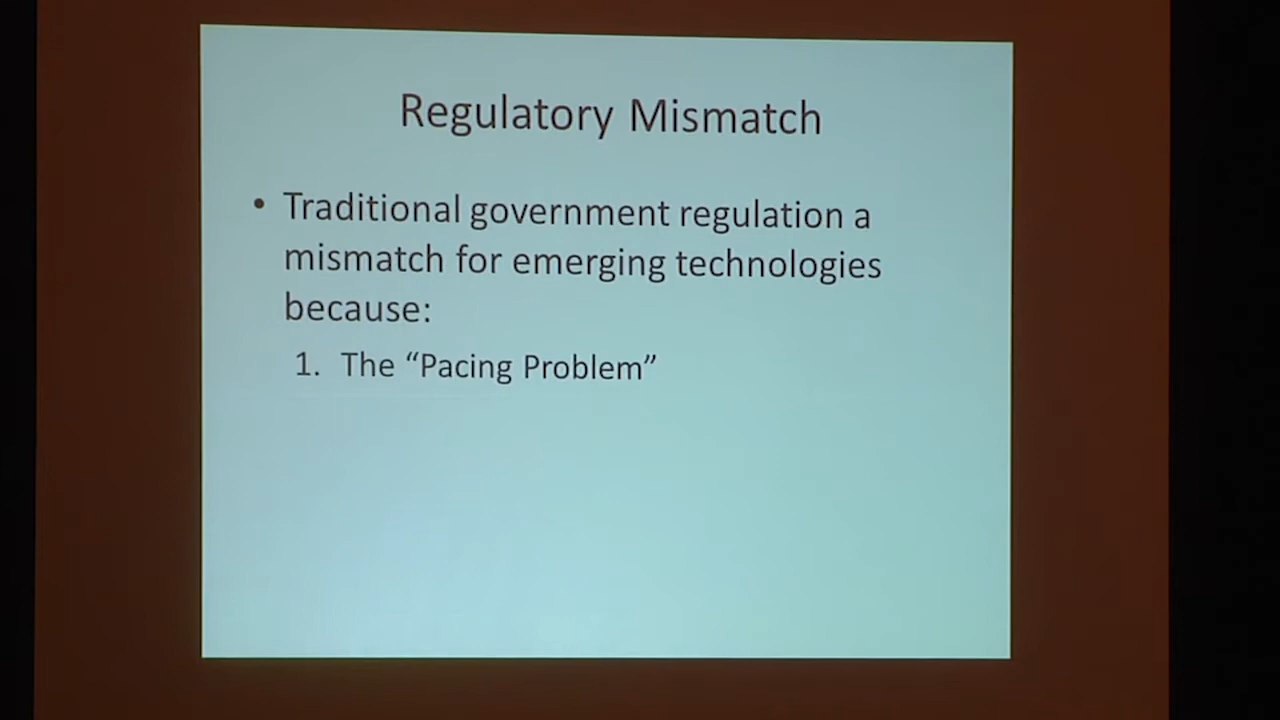 Regulatory Mismatch
• Traditional government regulation a
mismatch for emerging technologies
because:
1. The “Pacing Problem”